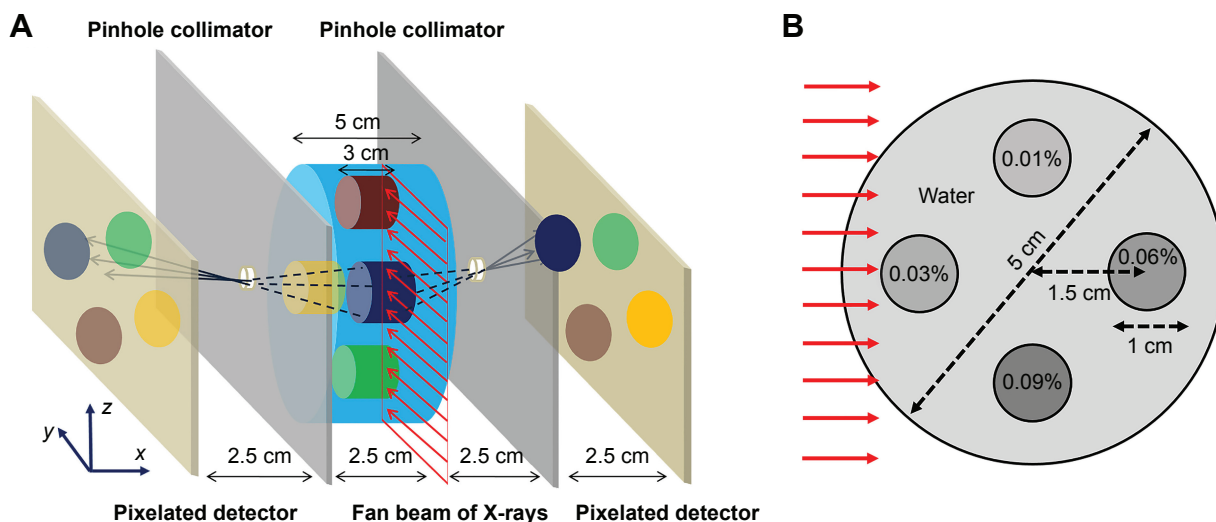 A
Pinhole collimator
Pinhole collimator
5 cm
3 cm
z
y
x
2.5 cm
2.5 cm
2.5 cm
2.5 cm
Pixelated detector
Fan beam of X-rays
Pixelated detector
B
0.01%
Water
5 cm
0.03%
0.06%
1.5 cm
1 cm
0.09%